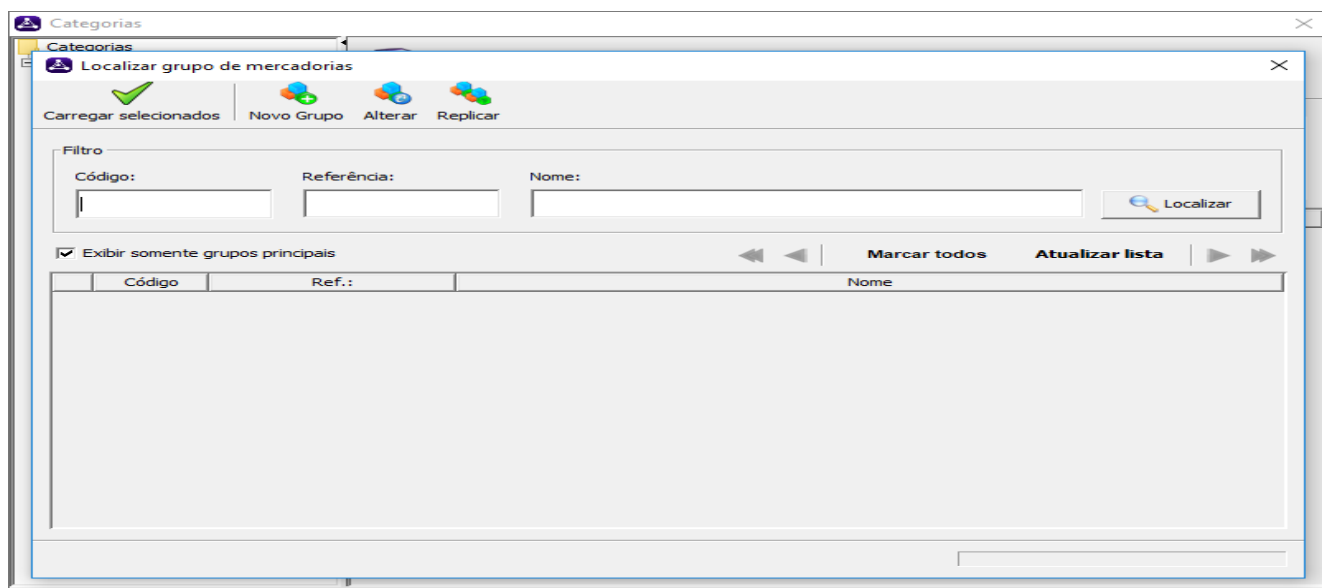 Categorias
Categorias
Localizar grupo de mercadorias
Carregar selecionados Novo Grupo Alterar Replicar
Filtro
Código: Referência: Nome:
Localizar
Exibir somente grupos principais Marcar todos Atualizar lista
Código Ref.: Nome